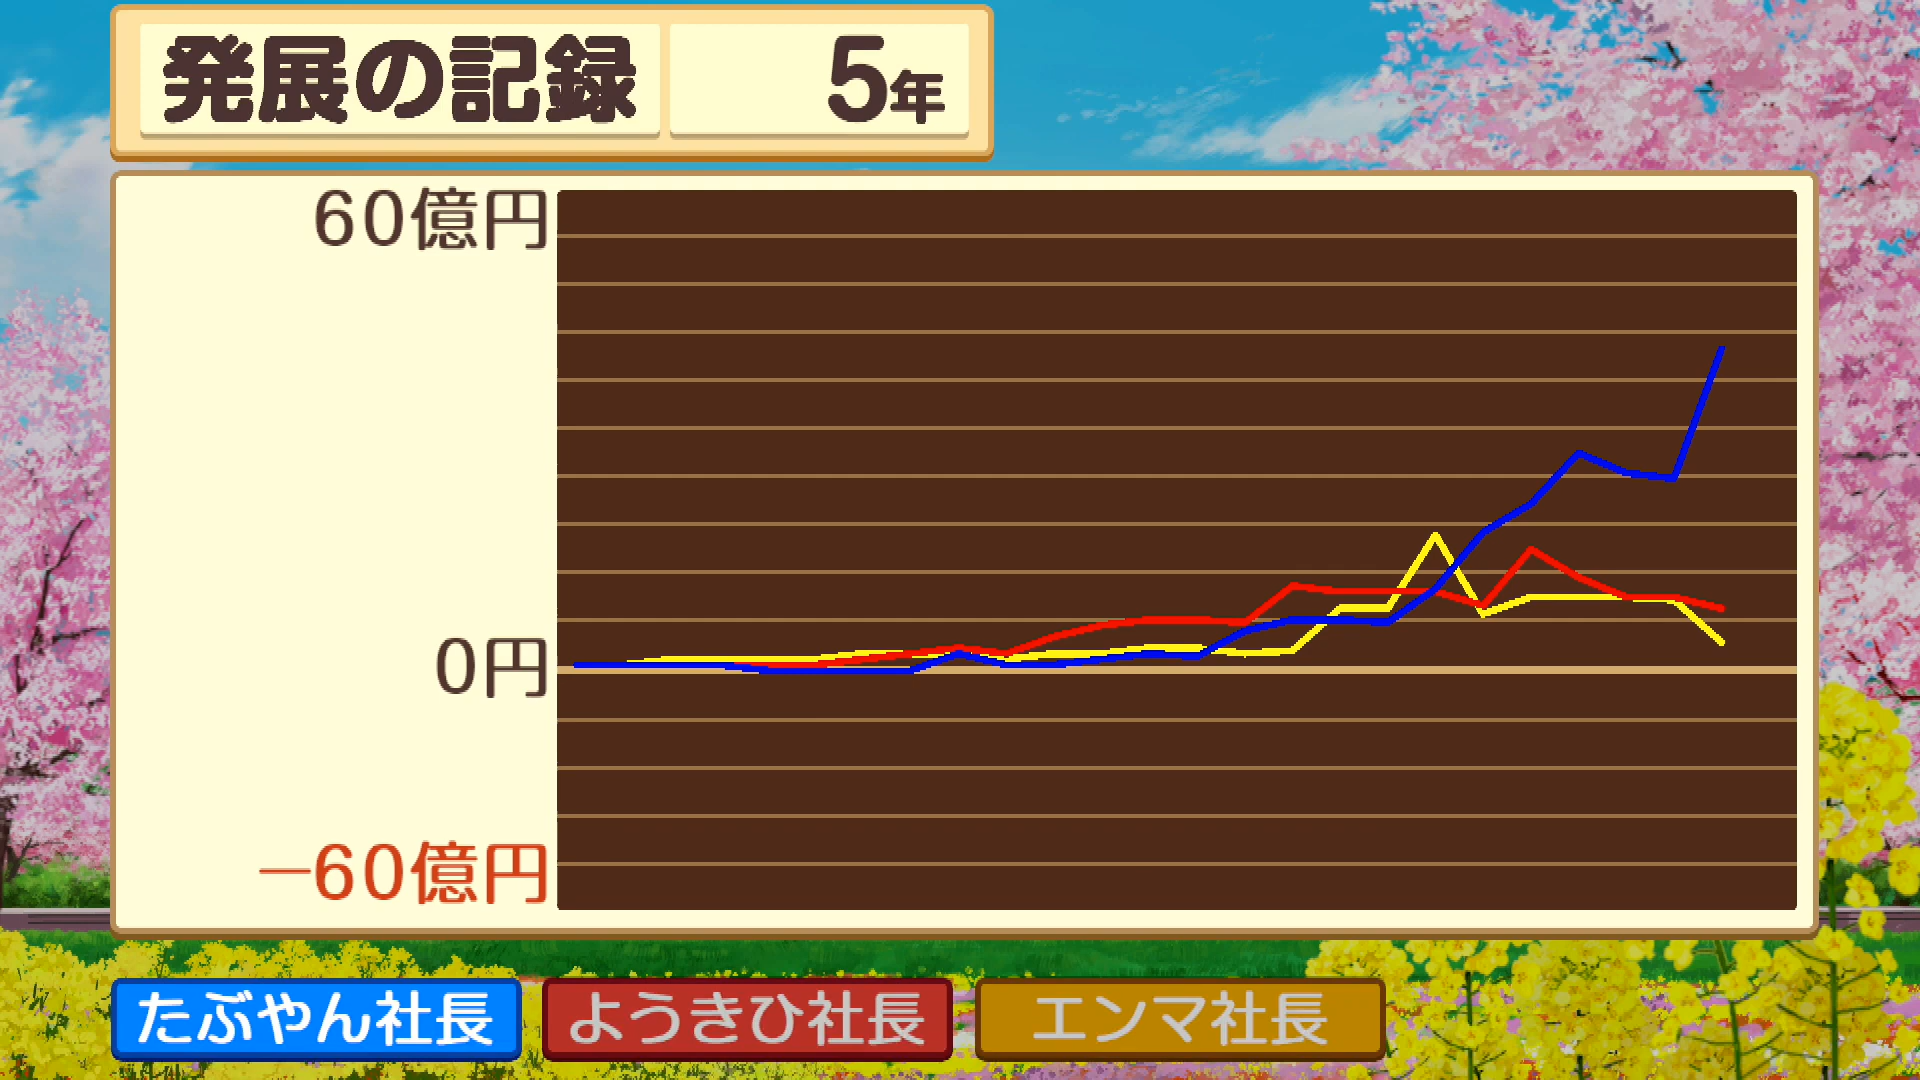 発展の記録 5年
60億円
0円
−60億円
たぶやん社長 ようきひ社長 エンマ社長